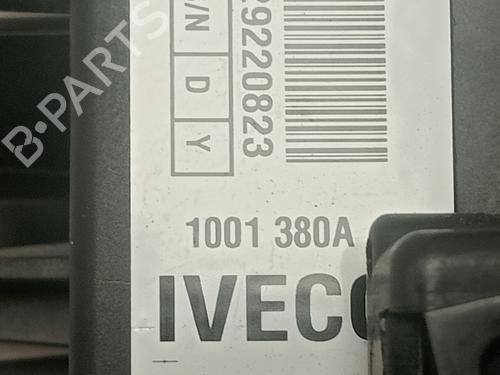 B-PARTS
/N D Y
29220823
1001 380A
IVECO